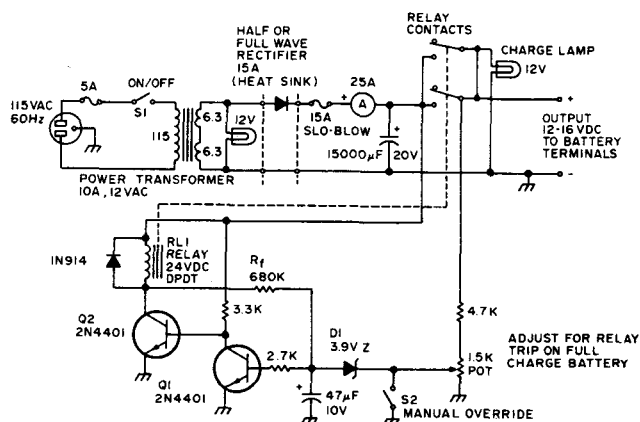 RELAY
CONTACTS
HALF OR
FULL WAVE
RECTIFIER
15A
(HEAT SINK)
CHARGE LAMP
12V
25A
5A
ON/OFF
S1
115VAC
60Hz
115
6.3
6.3
12V
+
A
15A
SLO-BLOW
+
15000µF
20V
+
OUTPUT
12-16 VDC
TO BATTERY
TERMINALS
-
POWER TRANSFORMER
10A, 12VAC
1N914
RL1
RELAY
24VDC
DPDT
Rf
680K
3.3K
4.7K
Q2
2N4401
D1
3.9V Z
2.7K
1.5K
POT
ADJUST FOR RELAY
TRIP ON FULL
CHARGE BATTERY
Q1
2N4401
+
47µF
10V
S2
MANUAL OVERRIDE